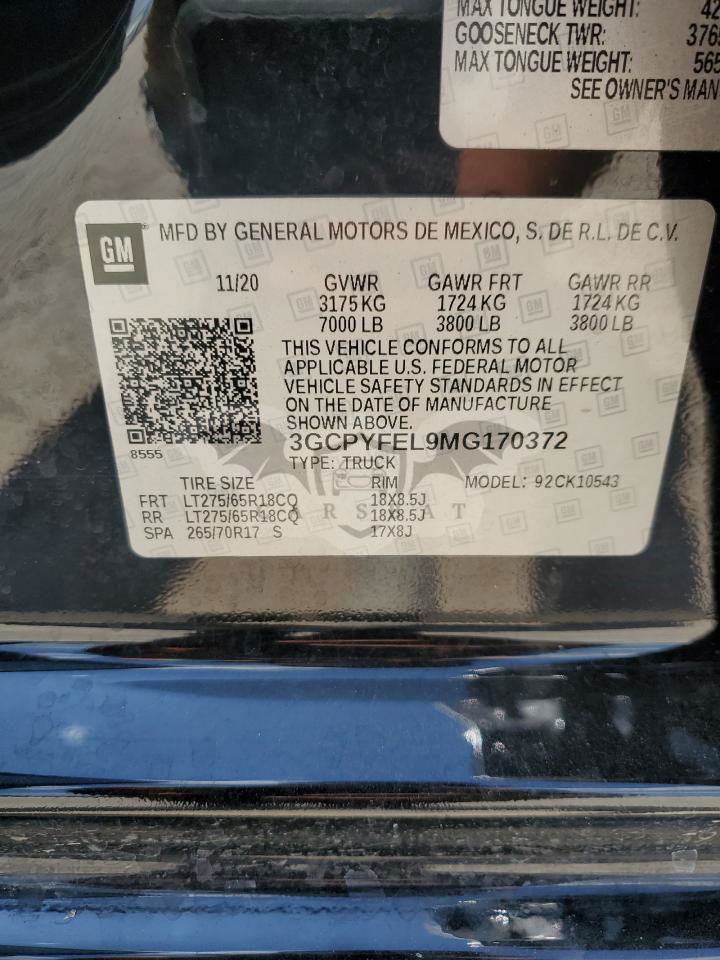 MAX TONGUE WEIGHT: 42
GOOSENECK TWR: 376
MAX TONGUE WEIGHT: 565
SEE OWNER'S MAN
GM
MFD BY GENERAL MOTORS DE MEXICO, S. DE R.L. DE C.V.
11/20 GVWR GAWR FRT GAWR RR
3175 KG 1724 KG 1724 KG
7000 LB 3800 LB 3800 LB
THIS VEHICLE CONFORMS TO ALL
APPLICABLE U.S. FEDERAL MOTOR
VEHICLE SAFETY STANDARDS IN EFFECT
ON THE DATE OF MANUFACTURE
SHOWN ABOVE.
8555
3GCPYFEL9MG170372
TYPE: TRUCK
TIRE SIZE RIM MODEL: 92CK10543
FRT LT275/65R18CQ 18X8.5J
RR LT275/65R18CQ 18X8.5J
SPA 265/70R17 S 17X8J